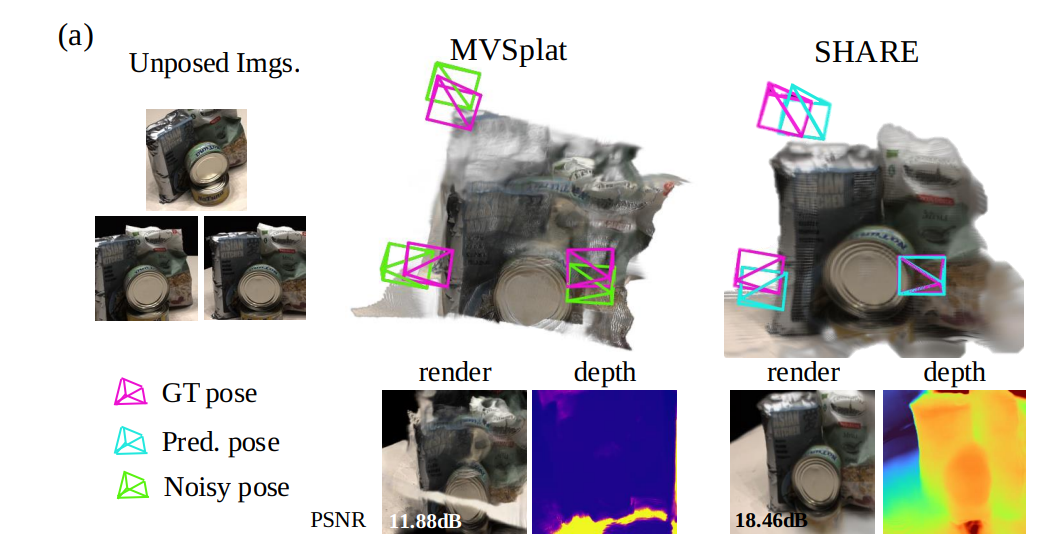 (a)
Unposed Imgs.
MVSplat
SHARE
GT pose
Pred. pose
Noisy pose
render
depth
render
depth
PSNR
11.88dB
18.46dB